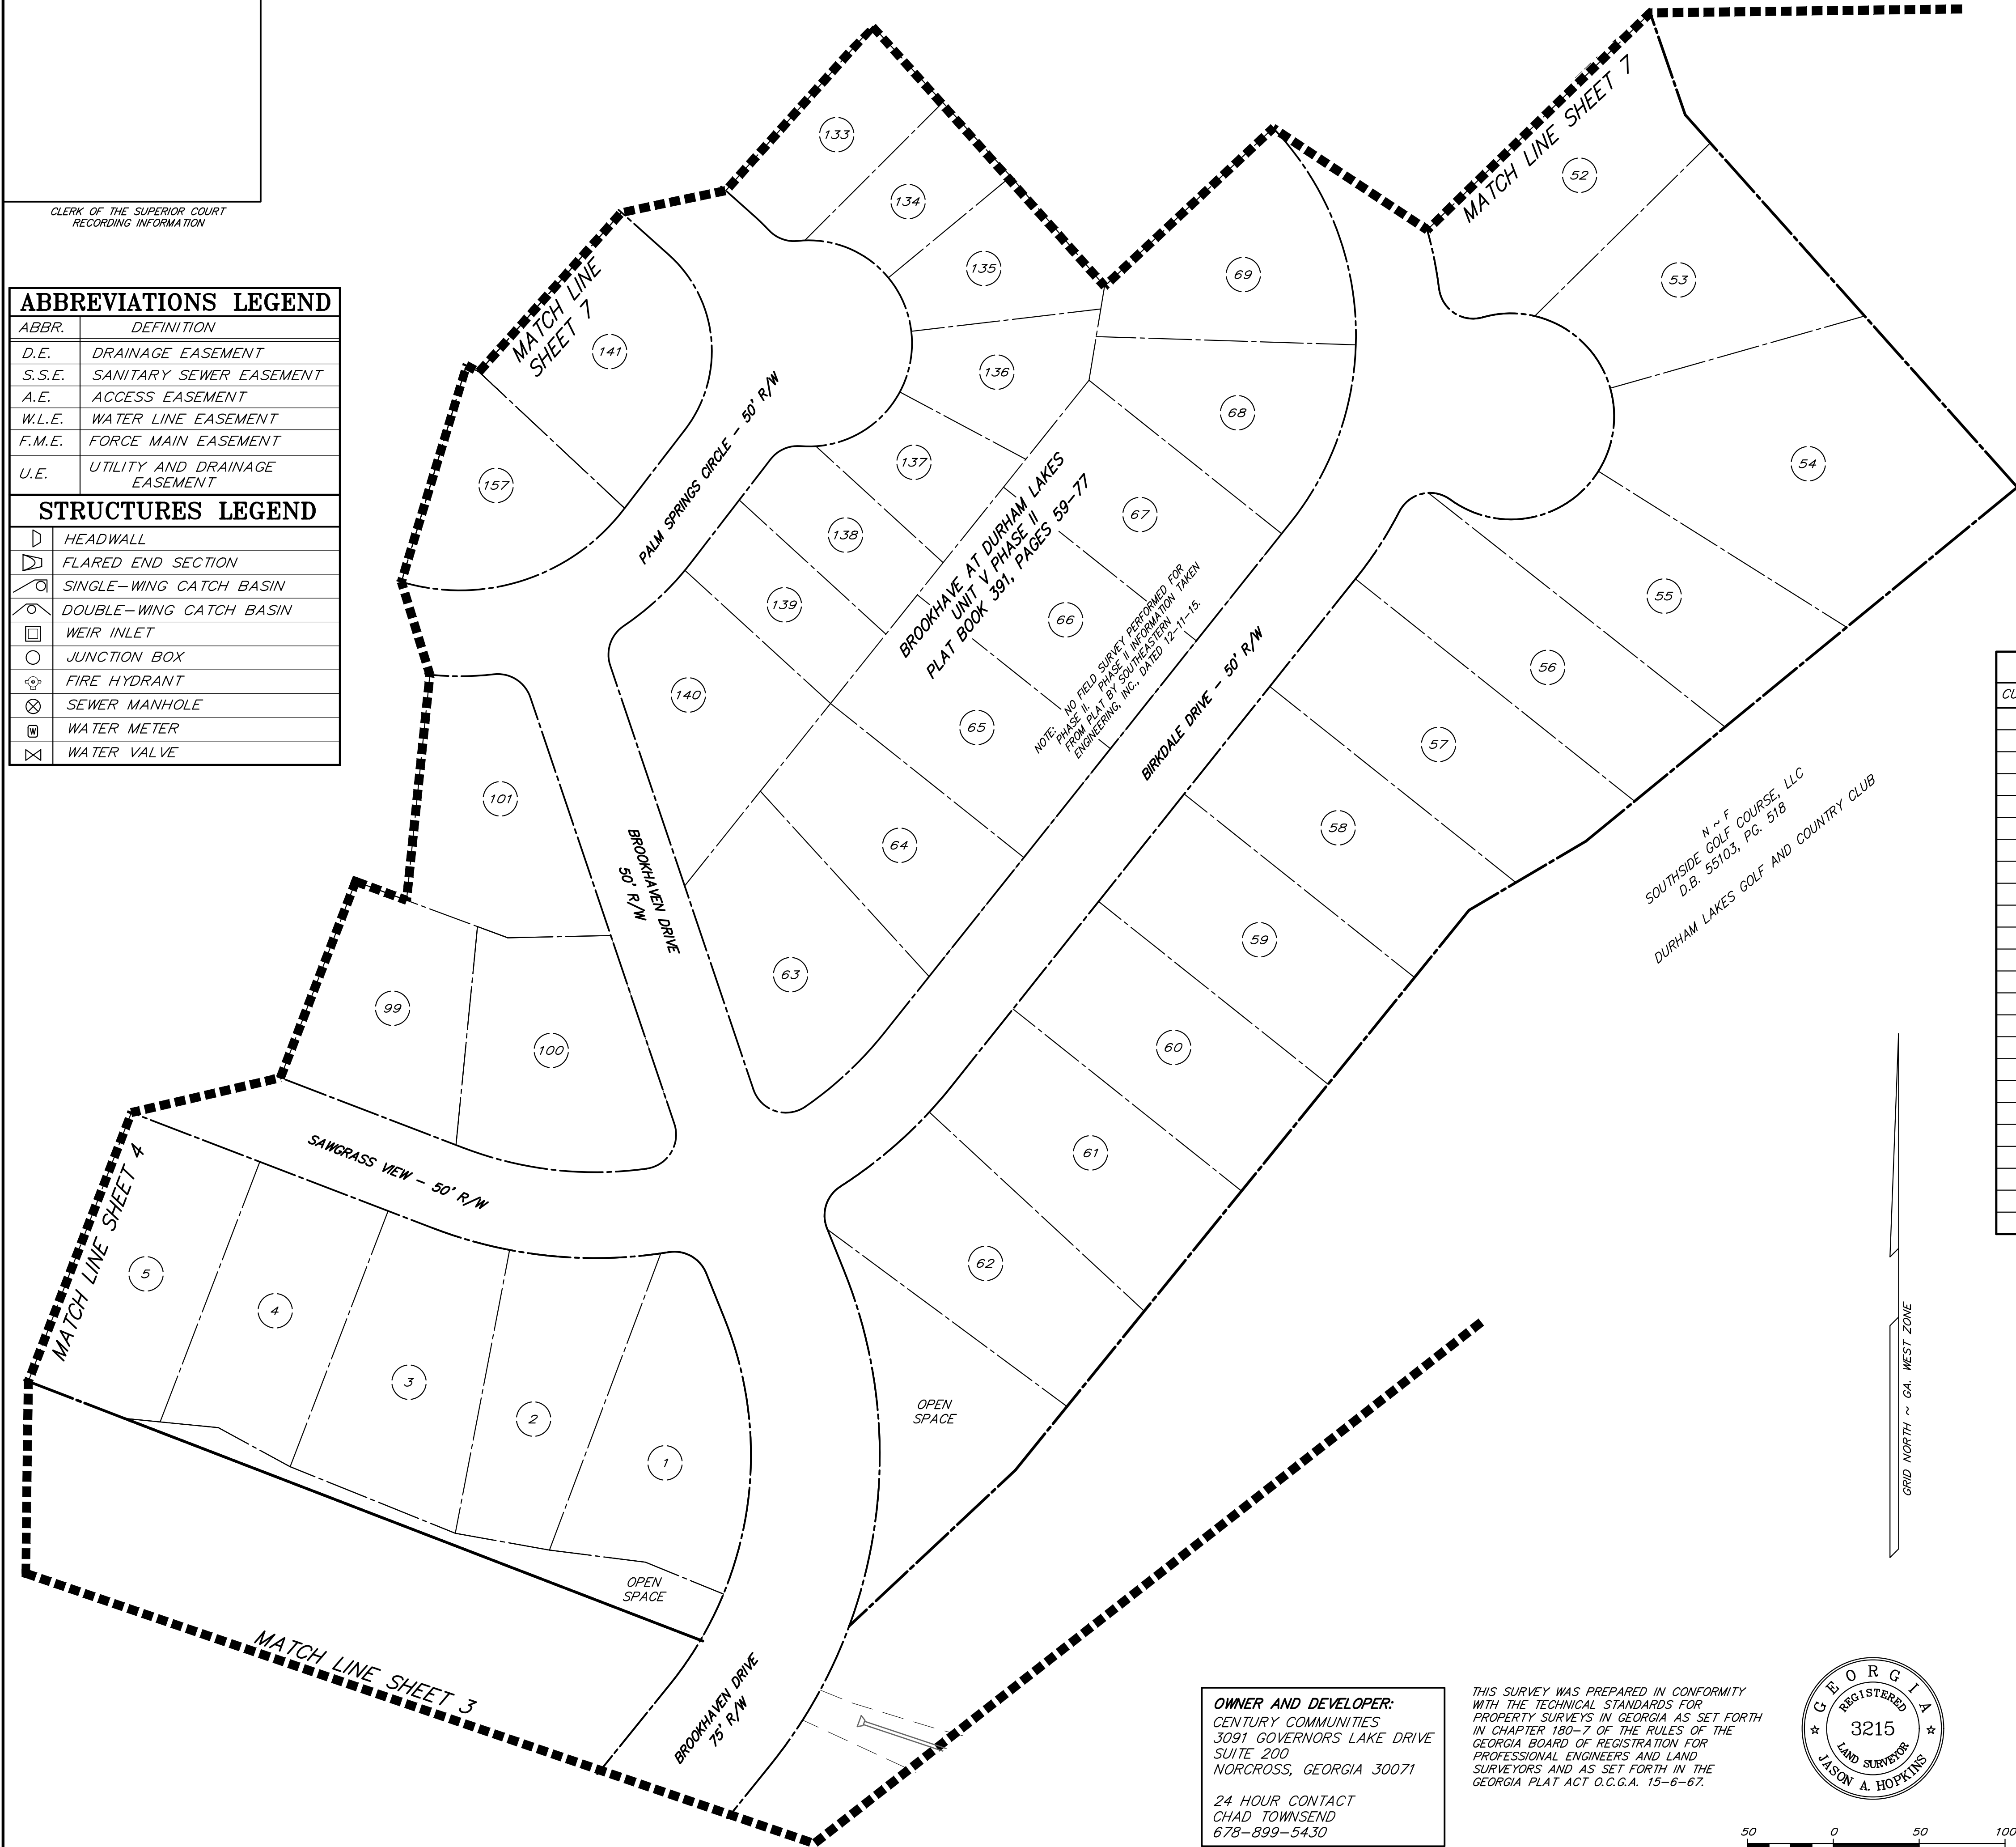 CLERK OF THE SUPERIOR COURT
RECORDING INFORMATION
ABBREVIATIONS LEGEND
ABBR. DEFINITION
D.E. DRAINAGE EASEMENT
S.S.E. SANITARY SEWER EASEMENT
A.E. ACCESS EASEMENT
W.L.E. WATER LINE EASEMENT
F.M.E. FORCE MAIN EASEMENT
U.E. UTILITY AND DRAINAGE
EASEMENT
STRUCTURES LEGEND
HEADWALL
FLARED END SECTION
SINGLE-WING CATCH BASIN
DOUBLE-WING CATCH BASIN
WEIR INLET
JUNCTION BOX
FIRE HYDRANT
SEWER MANHOLE
W WATER METER
WATER VALVE
MATCH LINE SHEET 7
MATCH LINE
SHEET 7
133
134
135
136
137
138
139
140
141
157
52
53
54
55
56
57
58
59
60
61
62
69
68
67
66
65
64
63
101
99
100
5
4
3
2
1
PALM SPRINGS CIRCLE - 50' R/W
BROOKHAVE AT DURHAM LAKES
UNIT V PHASE II
PLAT BOOK 391, PAGES 59-77
NOTE: NO FIELD SURVEY PERFORMED FOR
PHASE II. PHASE II INFORMATION TAKEN
FROM PLAT BY SOUTHEASTERN
ENGINEERING, INC., DATED 12-11-15.
BIRKDALE DRIVE - 50' R/W
BROOKHAVEN DRIVE
50' R/W
SAWGRASS VIEW - 50' R/W
N ~ F
SOUTHSIDE GOLF COURSE, LLC
D.B. 55103, PG. 518
DURHAM LAKES GOLF AND COUNTRY CLUB
MATCH LINE SHEET 4
OPEN
SPACE
OPEN
SPACE
MATCH LINE SHEET 3
BROOKHAVEN DRIVE
75' R/W
GRID NORTH ~ GA. WEST ZONE
OWNER AND DEVELOPER:
CENTURY COMMUNITIES
3091 GOVERNORS LAKE DRIVE
SUITE 200
NORCROSS, GEORGIA 30071
24 HOUR CONTACT
CHAD TOWNSEND
678-899-5430
THIS SURVEY WAS PREPARED IN CONFORMITY
WITH THE TECHNICAL STANDARDS FOR
PROPERTY SURVEYS IN GEORGIA AS SET FORTH
IN CHAPTER 180-7 OF THE RULES OF THE
GEORGIA BOARD OF REGISTRATION FOR
PROFESSIONAL ENGINEERS AND LAND
SURVEYORS AND AS SET FORTH IN THE
GEORGIA PLAT ACT O.C.G.A. 15-6-67.
GEORGIA
REGISTERED
3215
LAND SURVEYOR
JASON A. HOPKINS
50 0 50 100